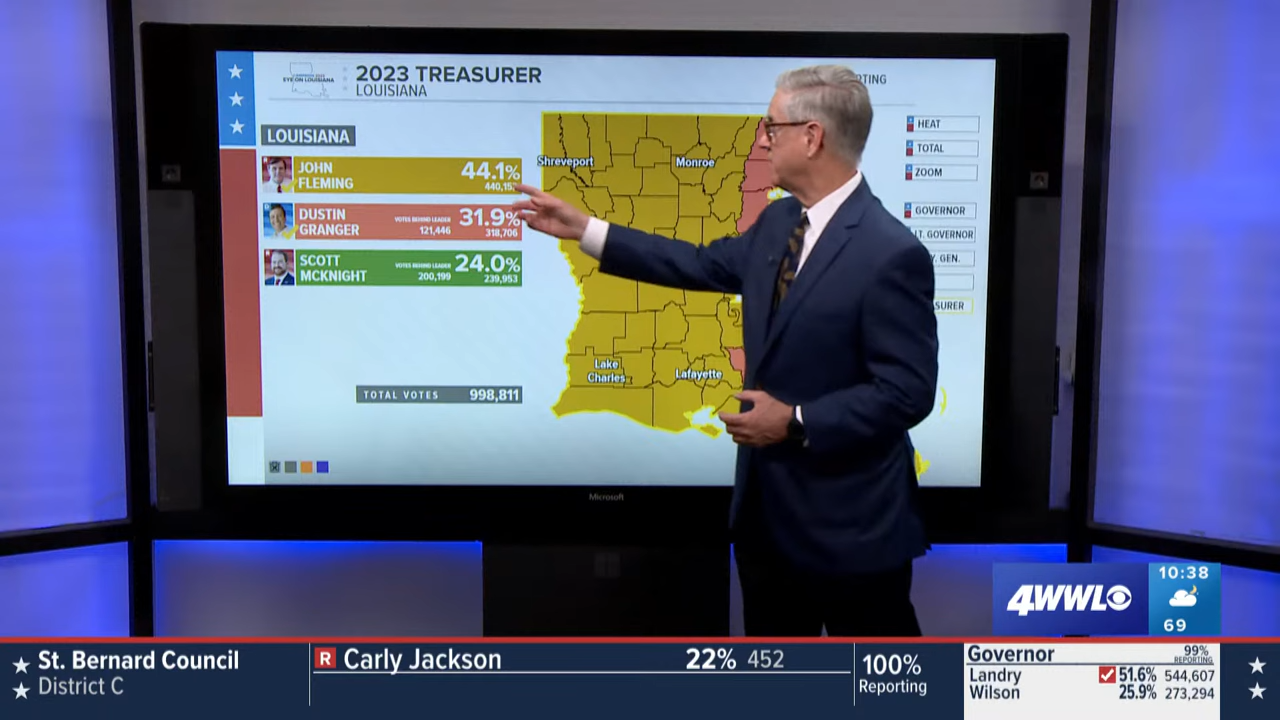 2023 TREASURER
LOUISIANA
LOUISIANA
JOHN
FLEMING
44.1%
DUSTIN
GRANGER
VOTES BEHIND LEADER
121,446
31.9%
318,706
SCOTT
MCKNIGHT
VOTES BEHIND LEADER
200,199
24.0%
239,953
TOTAL VOTES 998,811
Shreveport
Monroe
Lake
Charles
Lafayette
HEAT
TOTAL
ZOOM
GOVERNOR
LT. GOVERNOR
Microsoft
4WWL
10:38
69
St. Bernard Council
District C
R Carly Jackson 22% 452
100%
Reporting
Governor 99%
REPORTING
Landry 51.6% 544,607
Wilson 25.9% 273,294